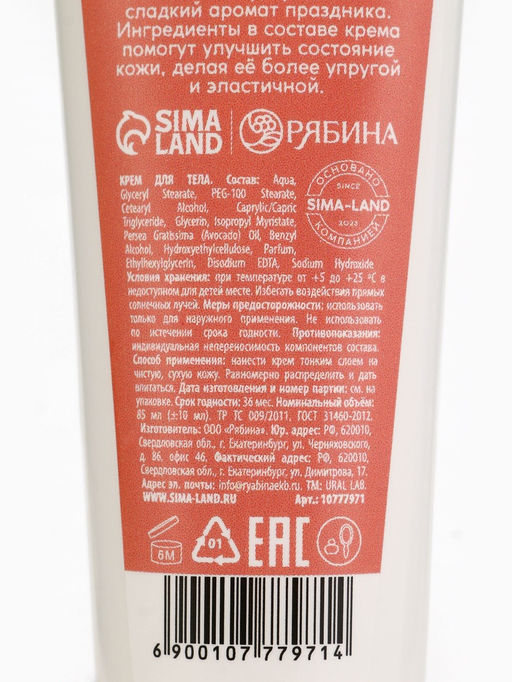 сладкий аромат праздника.
Ингредиенты в составе крема
помогут улучшить состояние
кожи, делая её более упругой
и эластичной.
SIMA LAND
РЯБИНА
КРЕМ ДЛЯ ТЕЛА. Состав: Aqua,
Glyceryl Stearate, PEG-100 Stearate,
Cetearyl Alcohol, Caprylic/Capric
Triglyceride, Glycerin, Isopropyl Myristate,
Persea Gratissima (Avocado) Oil, Benzyl
Alcohol, Hydroxyethylcellulose, Parfum,
Ethylhexylglycerin, Disodium EDTA, Sodium Hydroxide
ОСНОВАНО
SINCE
SIMA-LAND
2023
КОМПАНИЕЙ
Условия хранения: при температуре от +5 до +25 °С в
недоступном для детей месте. Избегать воздействия прямых
солнечных лучей. Меры предосторожности: использовать
только для наружного применения. Не использовать
по истечении срока годности. Противопоказания:
индивидуальная непереносимость компонентов состава.
Способ применения: нанести крем тонким слоем на
чистую, сухую кожу. Равномерно распределить и дать
впитаться. Дата изготовления и номер партии: см. на
упаковке. Срок годности: 36 мес. Номинальный объём:
85 мл (±10 мл). ТР ТС 009/2011. ГОСТ 31460-2012.
Изготовитель: ООО «Рябина». Юр. адрес: РФ, 620010,
Свердловская обл., г. Екатеринбург, ул. Черняховского,
д. 86, офис 46. Фактический адрес: РФ, 620010,
Свердловская обл., г. Екатеринбург, ул. Димитрова, 17.
Адрес эл. почты: info@ryabinaekb.ru ТМ: URAL LAB.
WWW.SIMA-LAND.RU Арт.: 10777971
6M
01
EAC
6 900107 779714